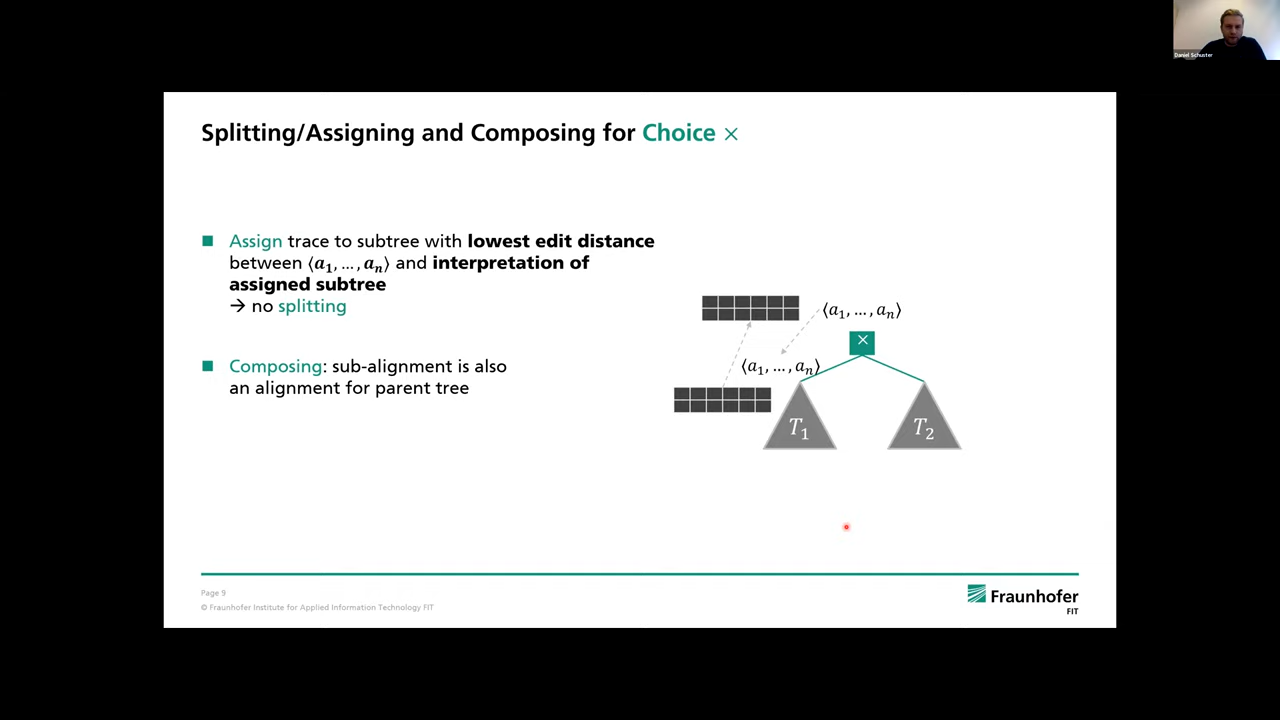 Daniel Schuster
Splitting/Assigning and Composing for Choice ×
■ Assign trace to subtree with lowest edit distance
between ⟨a₁, …, aₙ⟩ and interpretation of
assigned subtree
→ no splitting
■ Composing: sub-alignment is also
an alignment for parent tree
⟨a₁, …, aₙ⟩
×
⟨a₁, …, aₙ⟩
T₁
T₂
Page 9
© Fraunhofer Institute for Applied Information Technology FIT
Fraunhofer
FIT